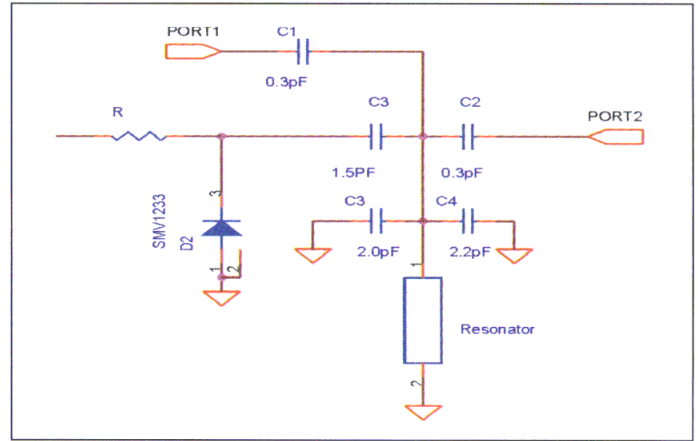 PORT1
C1
0.3pF
R
C3
C2
PORT2
1.5PF
0.3pF
3
SMV1233
D2
C3
C4
2.0pF
2.2pF
1
2
1
Resonator
2